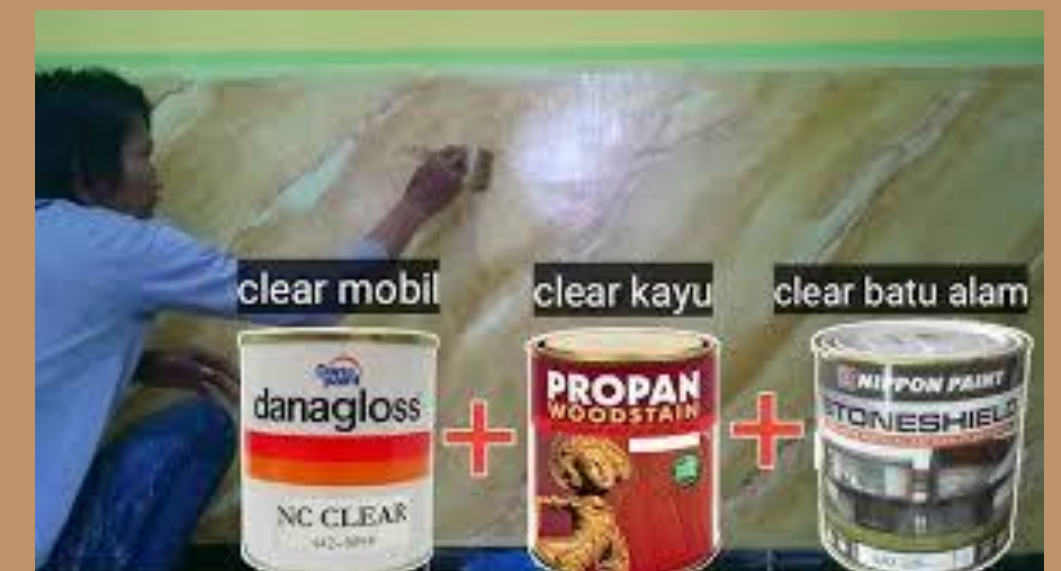 clear mobil
clear kayu
clear batu alam
danagloss
NC CLEAR
+
PROPAN
WOODSTAIN
+
NIPPON PAINT
STONESHIELD